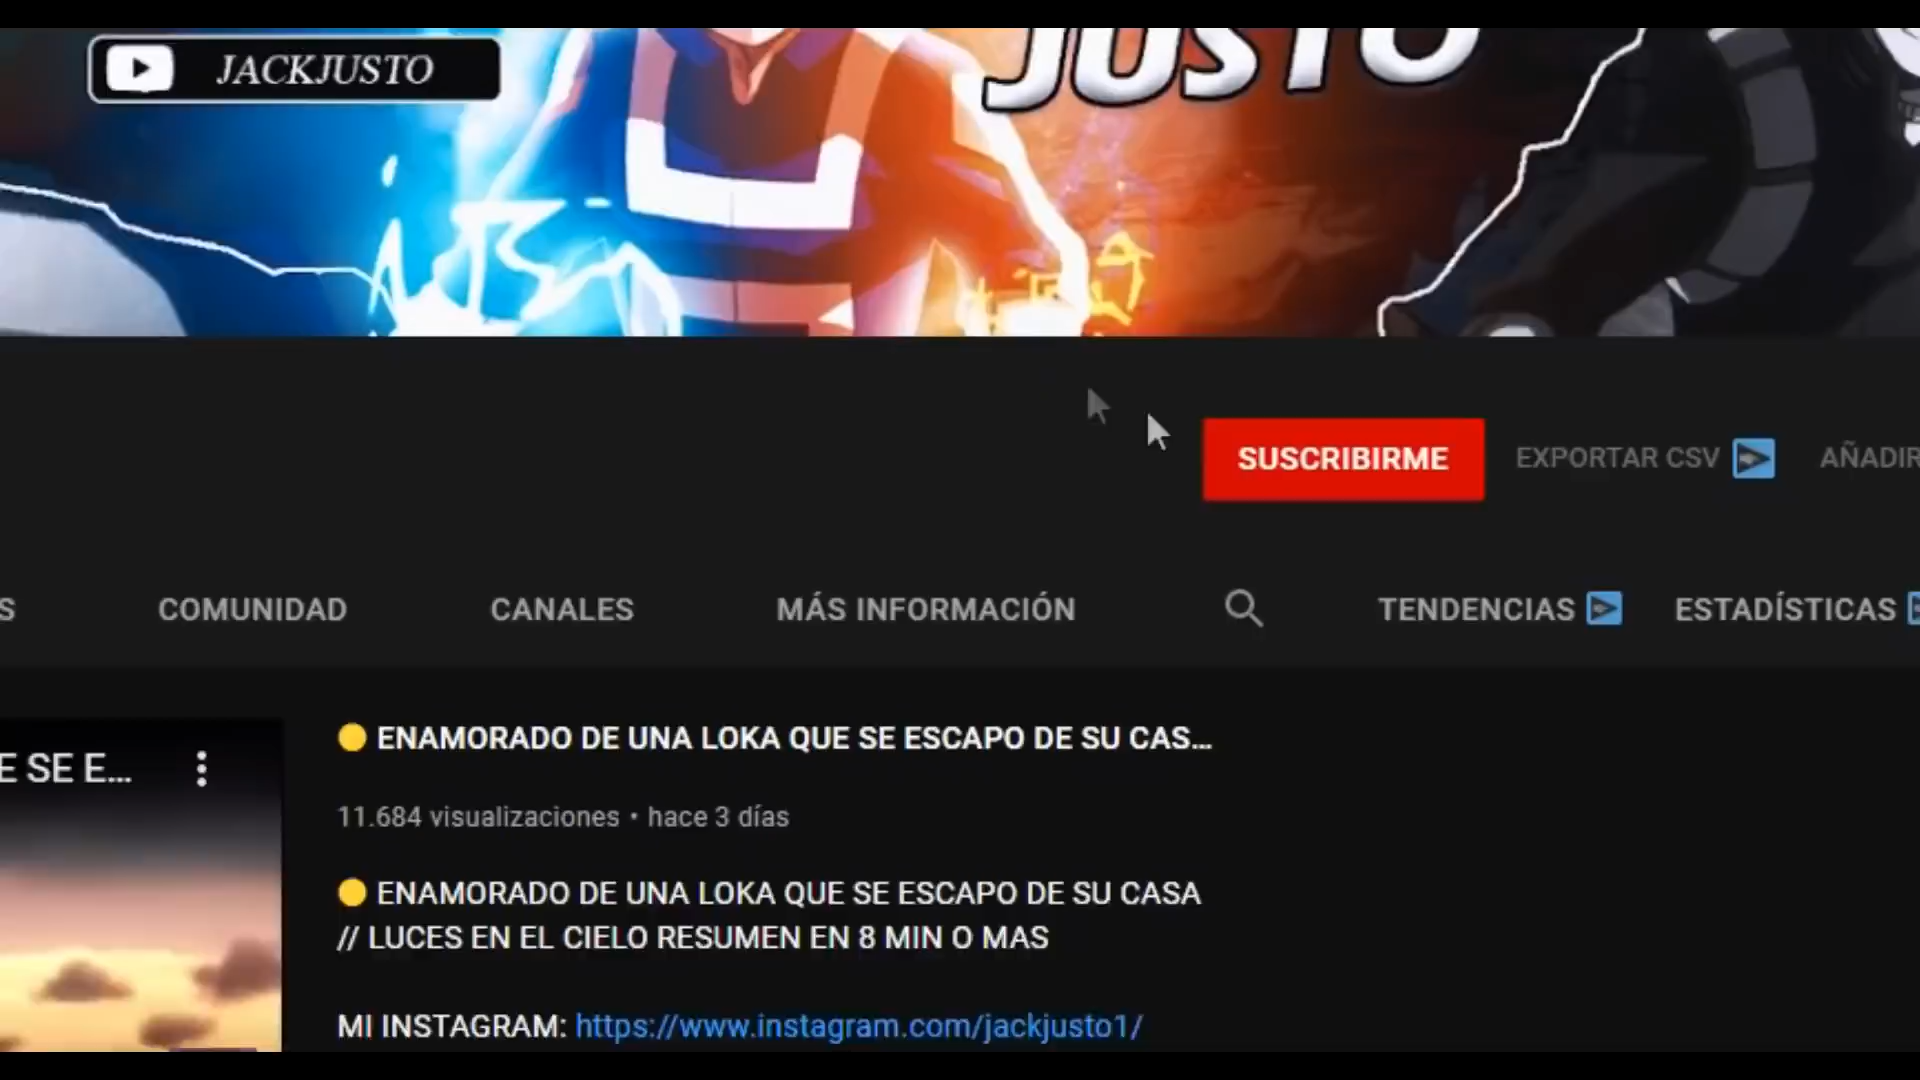 JACKJUSTO
JUSTO
SUSCRIBIRME
EXPORTAR CSV
AÑADIR
S
COMUNIDAD
CANALES
MÁS INFORMACIÓN
TENDENCIAS
ESTADÍSTICAS
E SE E...
ENAMORADO DE UNA LOKA QUE SE ESCAPO DE SU CAS...
11.684 visualizaciones • hace 3 días
ENAMORADO DE UNA LOKA QUE SE ESCAPO DE SU CASA
// LUCES EN EL CIELO RESUMEN EN 8 MIN O MAS
MI INSTAGRAM: https://www.instagram.com/jackjusto1/